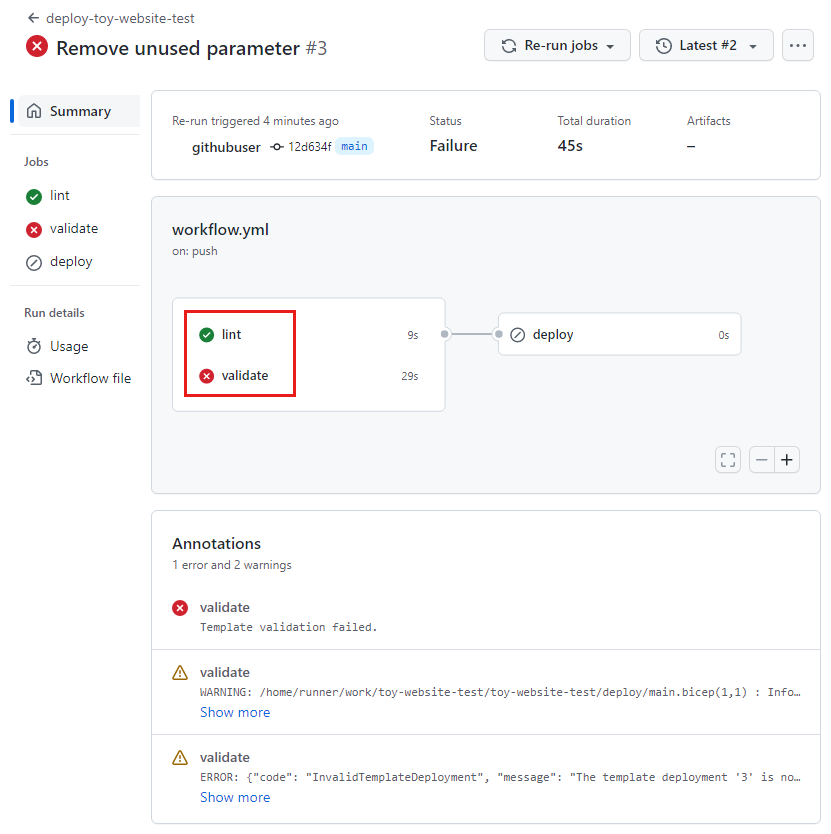 deploy-toy-website-test
Remove unused parameter #3
Re-run jobs
Latest #2
Summary
Jobs
lint
validate
deploy
Run details
Usage
Workflow file
Re-run triggered 4 minutes ago
githubuser 12d634f main
Status
Failure
Total duration
45s
Artifacts
–
workflow.yml
on: push
lint 9s
validate 29s
deploy 0s
Annotations
1 error and 2 warnings
validate
Template validation failed.
validate
WARNING: /home/runner/work/toy-website-test/toy-website-test/deploy/main.bicep(1,1) : Info…
Show more
validate
ERROR: {"code": "InvalidTemplateDeployment", "message": "The template deployment '3' is no…
Show more